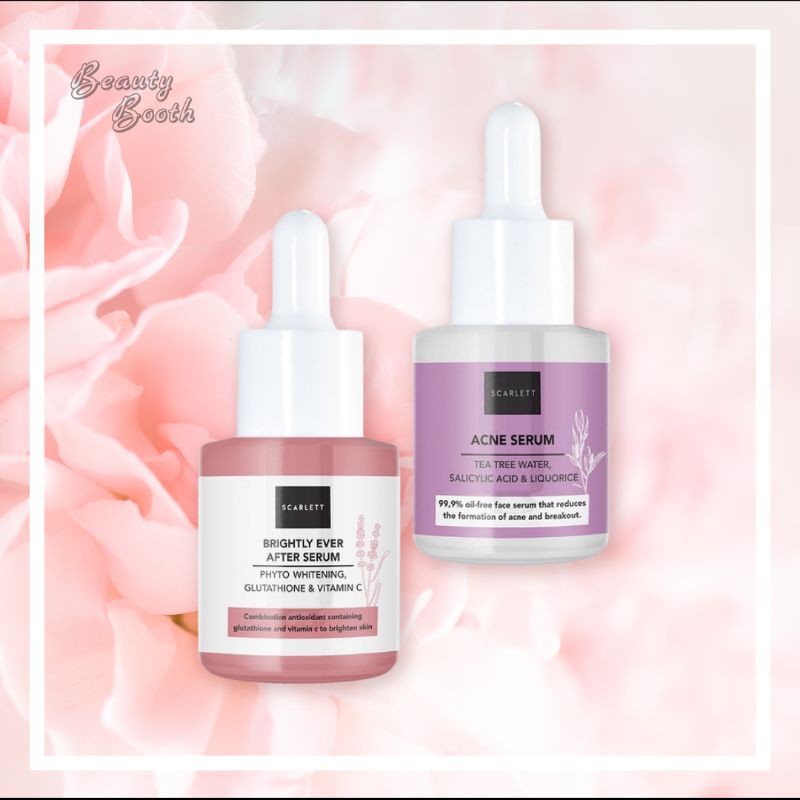 Beauty
Booth
SCARLETT
BRIGHTLY EVER
AFTER SERUM
PHYTO WHITENING,
GLUTATHIONE & VITAMIN C
Combination antioxidant containing
glutathione and vitamin c to brighten skin
SCARLETT
ACNE SERUM
TEA TREE WATER,
SALICYLIC ACID & LIQUORICE
99,9% oil-free face serum that reduces
the formation of acne and breakout.